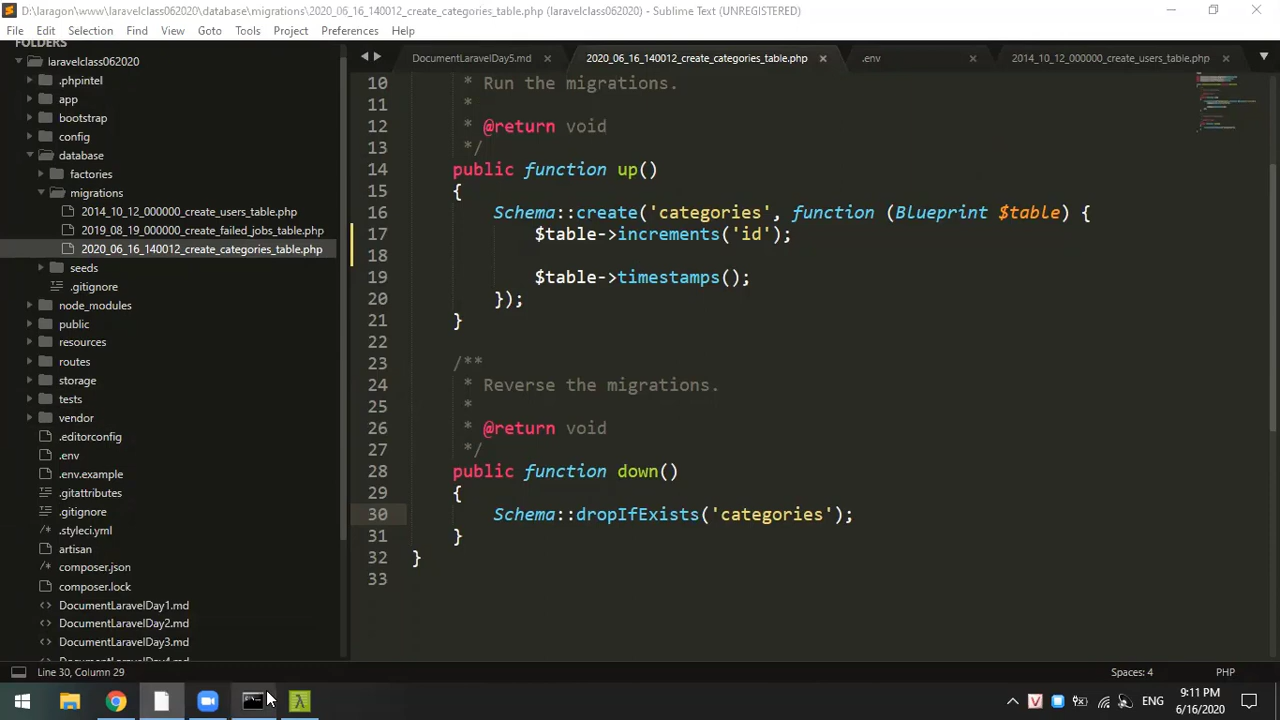 D:\laragon\www\laravelclass062020\database\migrations\2020_06_16_140012_create_categories_table.php (laravelclass062020) - Sublime Text (UNREGISTERED)
File Edit Selection Find View Goto Tools Project Preferences Help
FOLDERS
laravelclass062020
.phpintel
app
bootstrap
config
database
factories
migrations
2014_10_12_000000_create_users_table.php
2019_08_19_000000_create_failed_jobs_table.php
2020_06_16_140012_create_categories_table.php
seeds
.gitignore
node_modules
public
resources
routes
storage
tests
vendor
.editorconfig
.env
.env.example
.gitattributes
.gitignore
.styleci.yml
artisan
composer.json
composer.lock
DocumentLaravelDay1.md
DocumentLaravelDay2.md
DocumentLaravelDay3.md
DocumentLaravelDay4.md
DocumentLaravelDay5.md 2020_06_16_140012_create_categories_table.php .env 2014_10_12_000000_create_users_table.php
10 * Run the migrations.
11 *
12 * @return void
13 */
14 public function up()
15 {
16 Schema::create('categories', function (Blueprint $table) {
17 $table->increments('id');
18
19 $table->timestamps();
20 });
21 }
22
23 /**
24 * Reverse the migrations.
25 *
26 * @return void
27 */
28 public function down()
29 {
30 Schema::dropIfExists('categories');
31 }
32 }
33
Line 30, Column 29 Spaces: 4 PHP
ENG 9:11 PM
6/16/2020